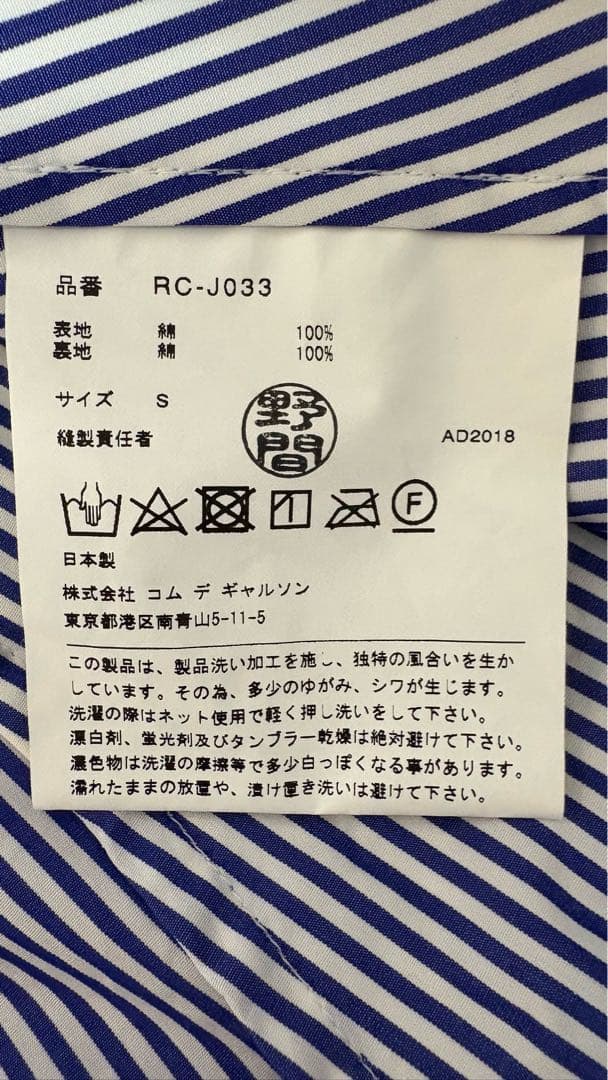 品番 RC-J033
表地 綿 100%
裏地 綿 100%
サイズ S
野間
縫製責任者 AD2018
F
日本製
株式会社 コム デ ギャルソン
東京都港区南青山5-11-5
この製品は、製品洗い加工を施し、独特の風合いを生か
しています。その為、多少のゆがみ、シワが生じます。
洗濯の際はネット使用で軽く押し洗いをして下さい。
漂白剤、蛍光剤及びタンブラー乾燥は絶対避けて下さい。
濃色物は洗濯の摩擦等で多少白っぽくなる事があります。
濡れたままの放置や、漬け置き洗いは避けて下さい。